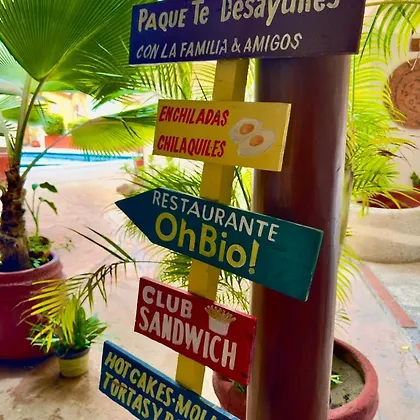 PAQUE TE DESAYUNES
CON LA FAMILIA & AMIGOS
ENCHILADAS
CHILAQUILES
RESTAURANTE
OhBio!
CLUB
SANDWICH
HOT CAKES-MOLL
TORTAS Y